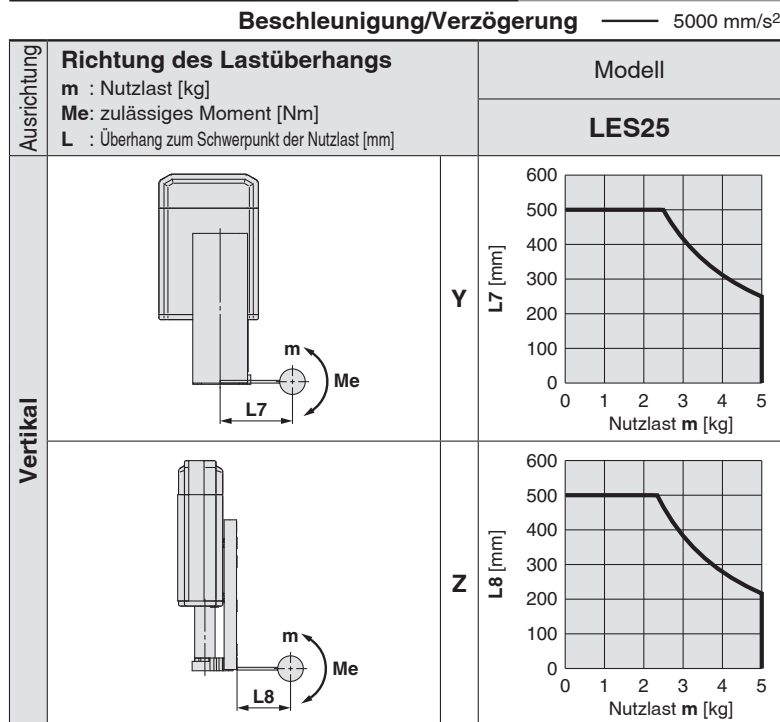 Beschleunigung/Verzögerung 5000 mm/s²
Ausrichtung
Richtung des Lastüberhangs
m : Nutzlast [kg]
Me: zulässiges Moment [Nm]
L : Überhang zum Schwerpunkt der Nutzlast [mm]
Modell
LES25
Vertikal
m
Me
L7
Y
L7 [mm]
600
500
400
300
200
100
0
0 1 2 3 4 5
Nutzlast m [kg]
m
Me
L8
Z
L8 [mm]
600
500
400
300
200
100
0
0 1 2 3 4 5
Nutzlast m [kg]